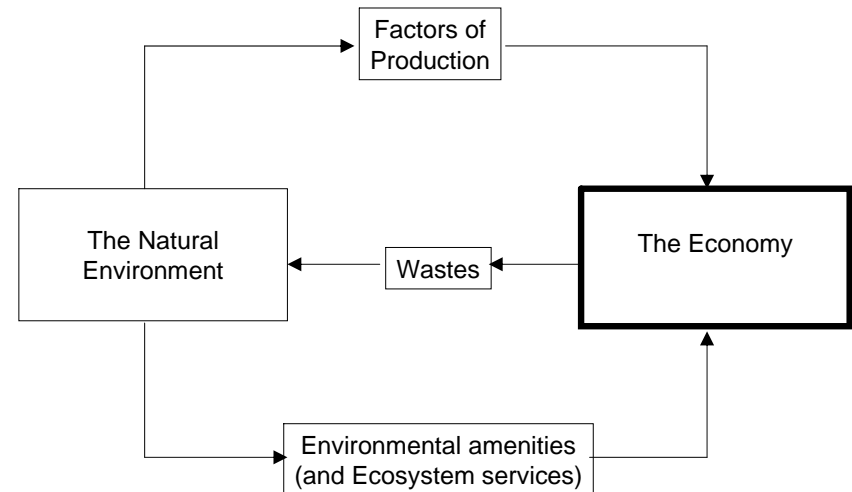 Factors of
Production
The Natural
Environment
Wastes
The Economy
Environmental amenities
(and Ecosystem services)